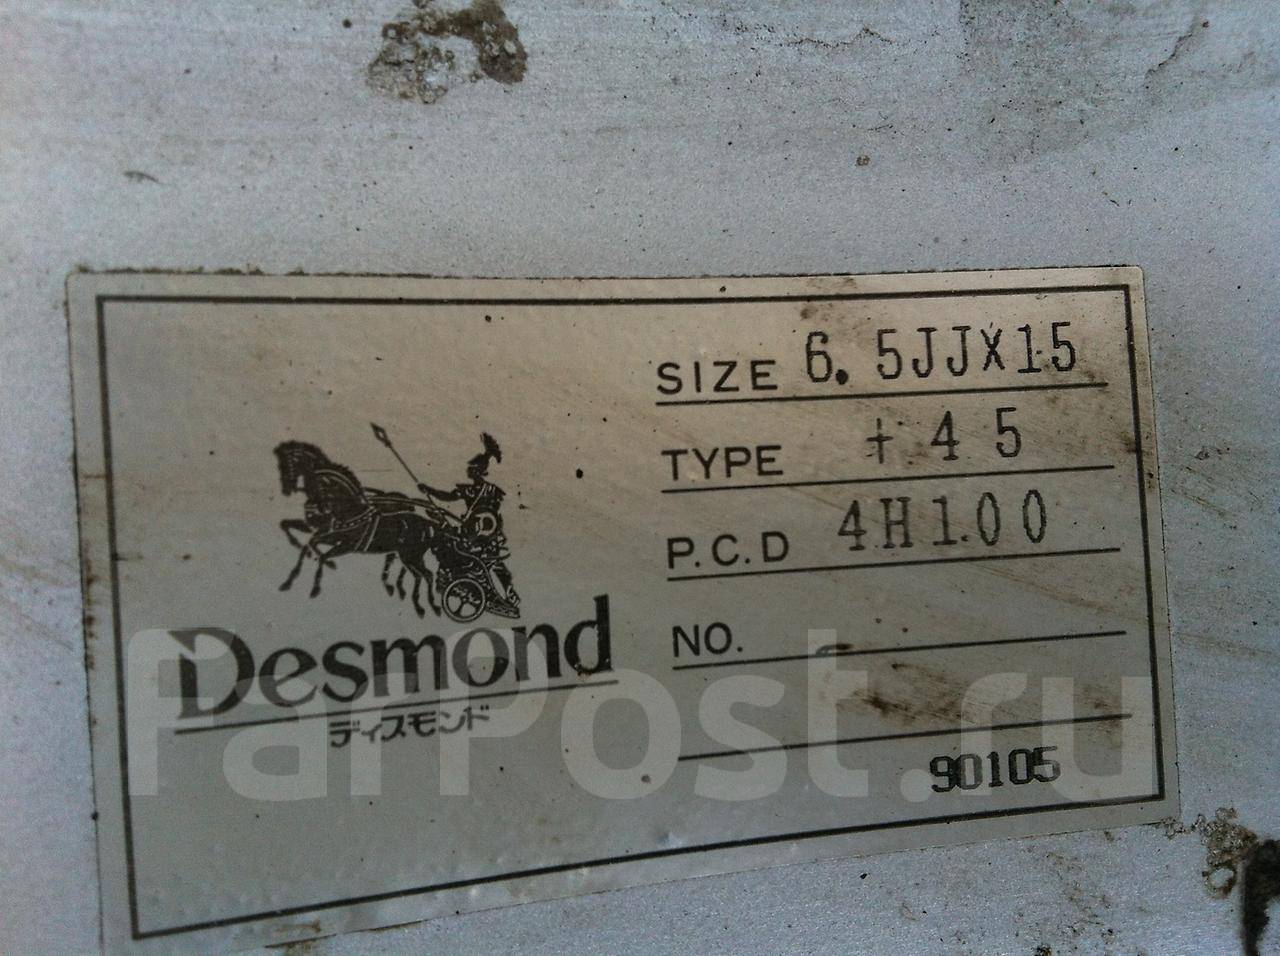 SIZE 6.5JJX15
TYPE +45
P.C.D 4H100
NO.
90105
Desmond
ディスモンド
FarPost.ru